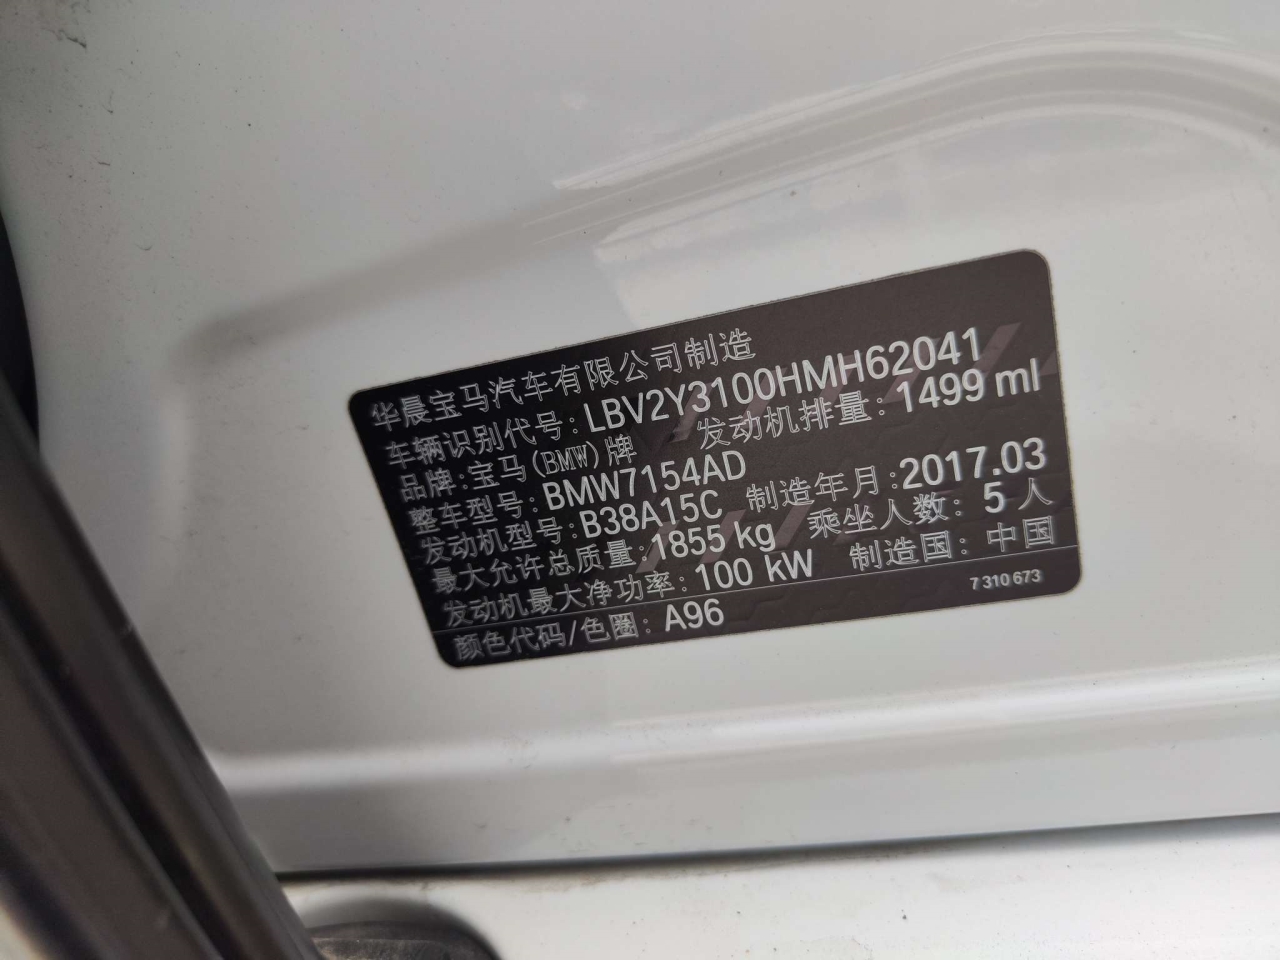 华晨宝马汽车有限公司制造
车辆识别代号: LBV2Y3100HMH62041
品牌: 宝马(BMW)牌 发动机排量: 1499 ml
整车型号: BMW7154AD
发动机型号: B38A15C 制造年月: 2017.03
最大允许总质量: 1855 kg 乘坐人数: 5 人
发动机最大净功率: 100 kW 制造国: 中国
颜色代码/色圈: A96 7 310 673